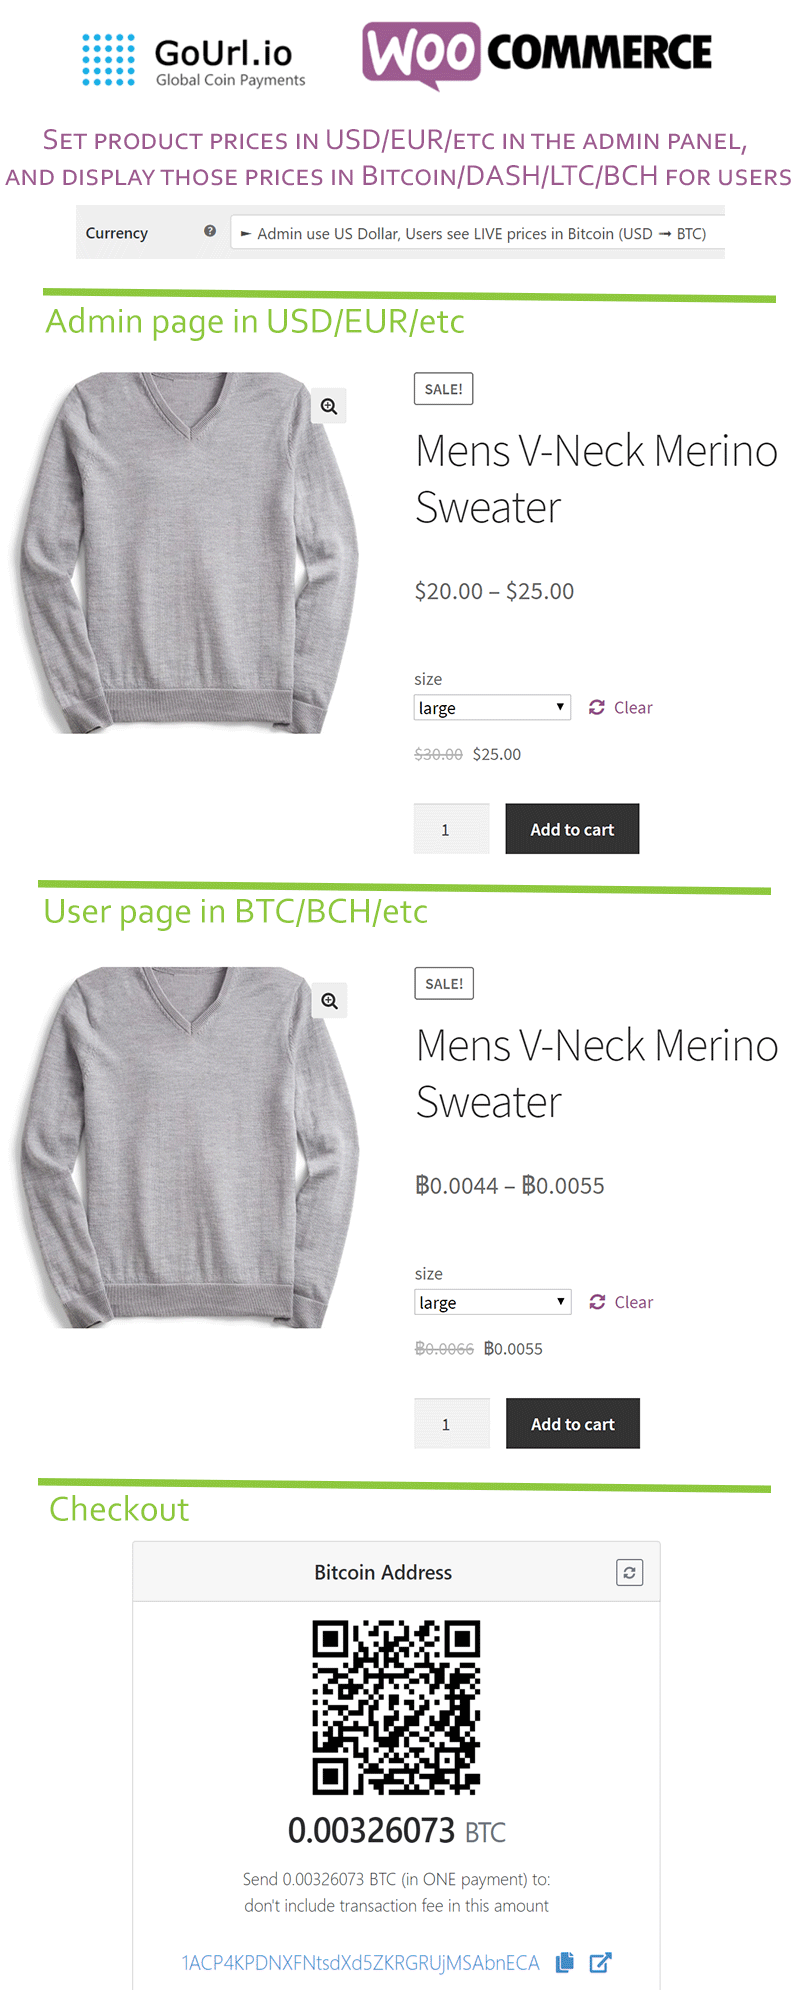 GoUrl.io
Global Coin Payments
WOO COMMERCE
SET PRODUCT PRICES IN USD/EUR/ETC IN THE ADMIN PANEL,
AND DISPLAY THOSE PRICES IN BITCOIN/DASH/LTC/BCH FOR USERS
Currency ? ► Admin use US Dollar, Users see LIVE prices in Bitcoin (USD → BTC)
Admin page in USD/EUR/etc
SALE!
Mens V-Neck Merino
Sweater
$20.00 – $25.00
size
large ▼ Clear
$30.00 $25.00
1 Add to cart
User page in BTC/BCH/etc
SALE!
Mens V-Neck Merino
Sweater
฿0.0044 – ฿0.0055
size
large ▼ Clear
฿0.0066 ฿0.0055
1 Add to cart
Checkout
Bitcoin Address
0.00326073 BTC
Send 0.00326073 BTC (in ONE payment) to:
don't include transaction fee in this amount
1ACP4KPDNXFNtsdXd5ZKRGRUjMSAbnECA